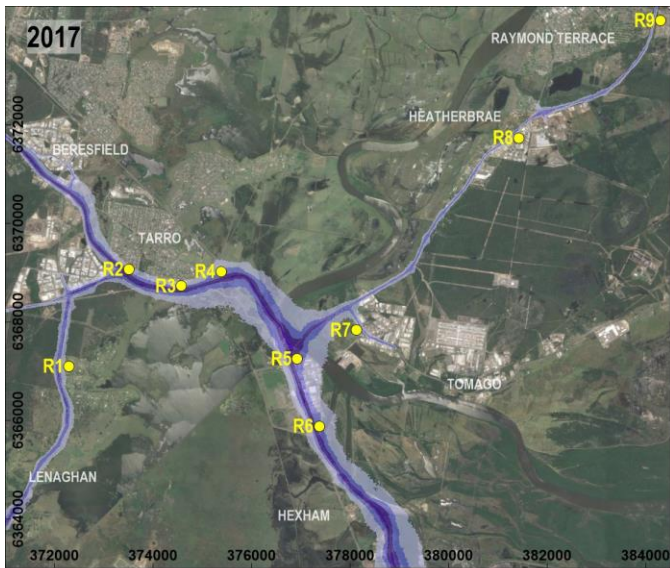 2017
R9
RAYMOND TERRACE
HEATHERBRAE
R8
BERESFIELD
TARRO
R2
R3
R4
R7
R5
R1
TOMAGO
R6
LENAGHAN
HEXHAM
6372000
6370000
6368000
6366000
6364000
372000 374000 376000 378000 380000 382000 384000